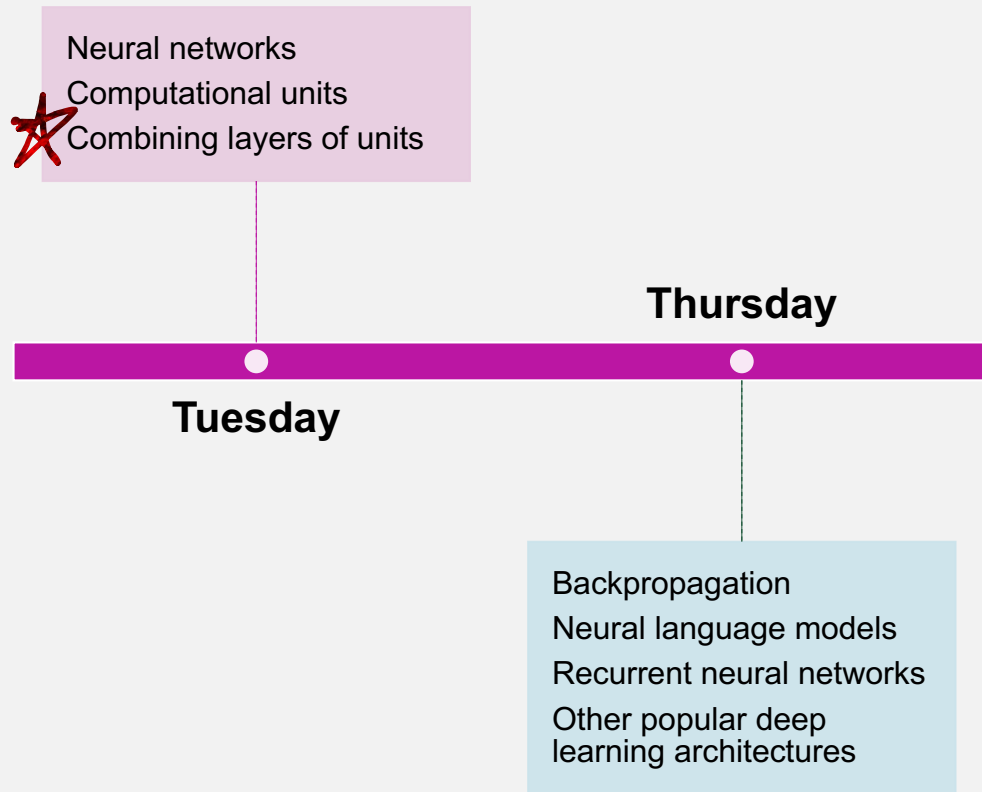 Neural networks
Computational units
Combining layers of units
Thursday
Tuesday
Backpropagation
Neural language models
Recurrent neural networks
Other popular deep
learning architectures